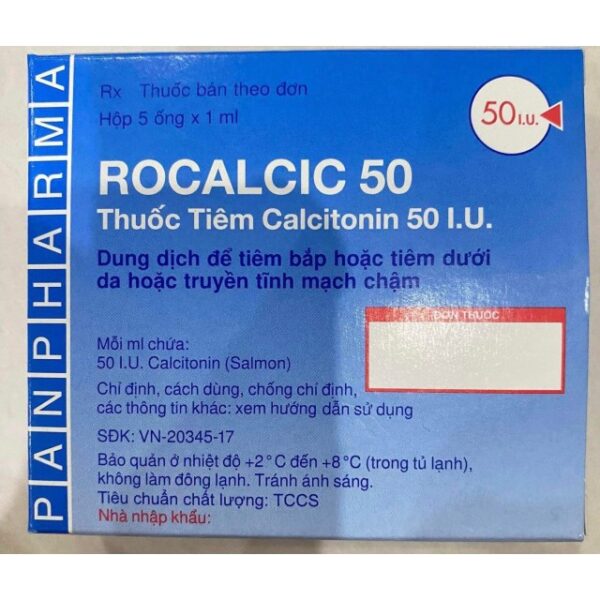 PANPHARMA
Rx Thuốc bán theo đơn
Hộp 5 ống x 1 ml
50 I.U.
ROCALCIC 50
Thuốc Tiêm Calcitonin 50 I.U.
Dung dịch để tiêm bắp hoặc tiêm dưới
da hoặc truyền tĩnh mạch chậm
ĐƠN THUỐC
Mỗi ml chứa:
50 I.U. Calcitonin (Salmon)
Chỉ định, cách dùng, chống chỉ định,
các thông tin khác: xem hướng dẫn sử dụng
SĐK: VN-20345-17
Bảo quản ở nhiệt độ +2°C đến +8°C (trong tủ lạnh),
không làm đông lạnh. Tránh ánh sáng.
Tiêu chuẩn chất lượng: TCCS
Nhà nhập khẩu: